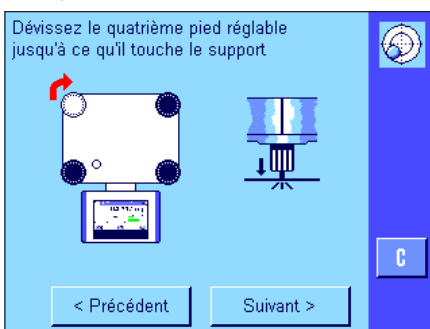 Dévissez le quatrième pied réglable
jusqu'à ce qu'il touche le support
C
< Précédent
Suivant >